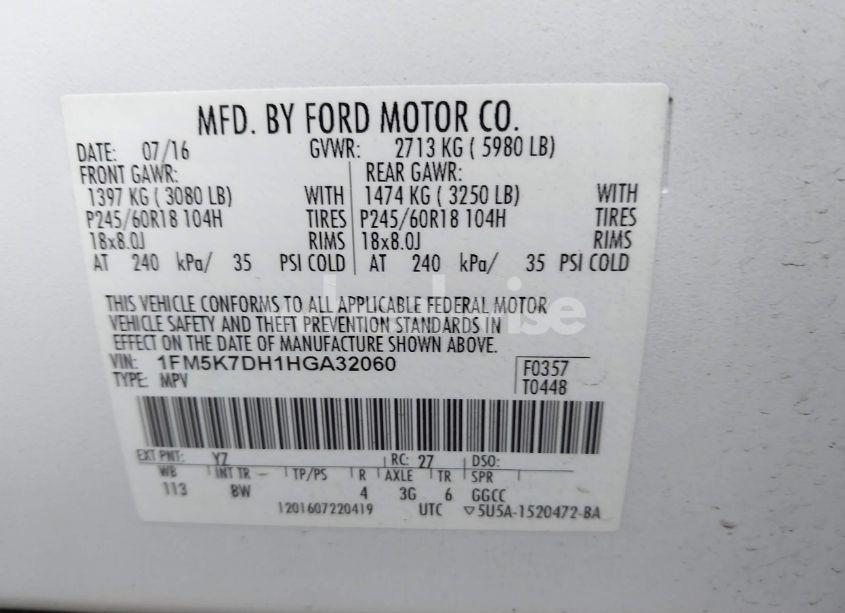 MFD. BY FORD MOTOR CO.
DATE: 07/16 GVWR: 2713 KG ( 5980 LB)
FRONT GAWR: REAR GAWR:
1397 KG ( 3080 LB) WITH 1474 KG ( 3250 LB) WITH
P245/60R18 104H TIRES P245/60R18 104H TIRES
18x8.0J RIMS 18x8.0J RIMS
AT 240 kPa/ 35 PSI COLD AT 240 kPa/ 35 PSI COLD
THIS VEHICLE CONFORMS TO ALL APPLICABLE FEDERAL MOTOR
VEHICLE SAFETY AND THEFT PREVENTION STANDARDS IN
EFFECT ON THE DATE OF MANUFACTURE SHOWN ABOVE.
VIN: 1FM5K7DH1HGA32060 F0357
TYPE: MPV T0448
EXT PNT: YZ RC: 27 DSO:
WB INT TR TP/PS R AXLE TR SPR
113 BW 4 3G 6 GGCC
1201607220419 UTC ▽5U5A-1520472-BA